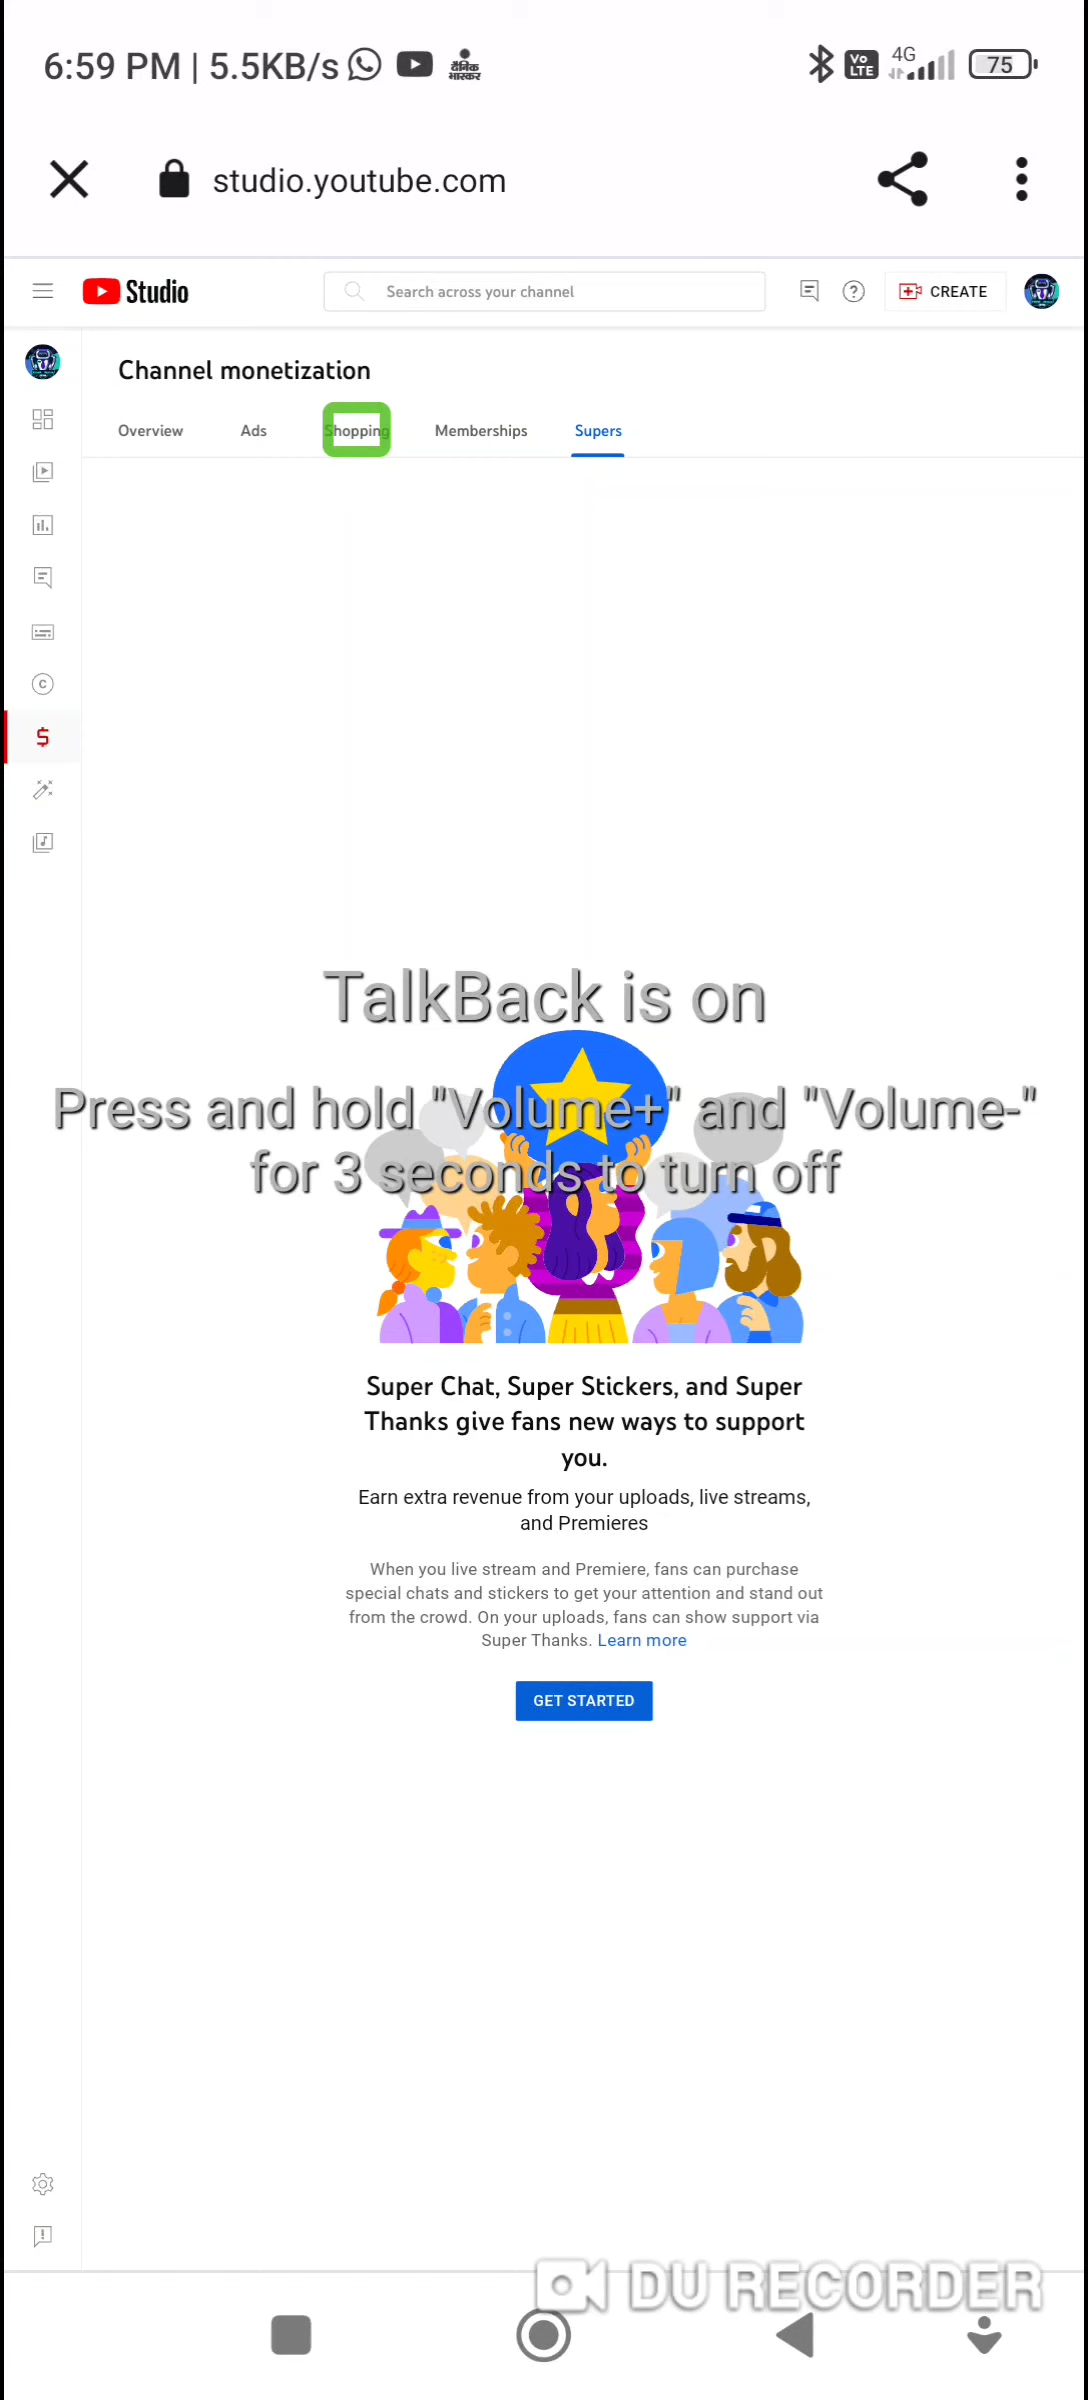 6:59 PM | 5.5KB/s दैनिक भास्कर Vo LTE 4G 75
studio.youtube.com
Studio Search across your channel ? CREATE
Channel monetization
Overview Ads Shopping Memberships Supers
TalkBack is on
Press and hold "Volume+" and "Volume-"
for 3 seconds to turn off
Super Chat, Super Stickers, and Super
Thanks give fans new ways to support
you.
Earn extra revenue from your uploads, live streams,
and Premieres
When you live stream and Premiere, fans can purchase
special chats and stickers to get your attention and stand out
from the crowd. On your uploads, fans can show support via
Super Thanks. Learn more
GET STARTED
DU RECORDER